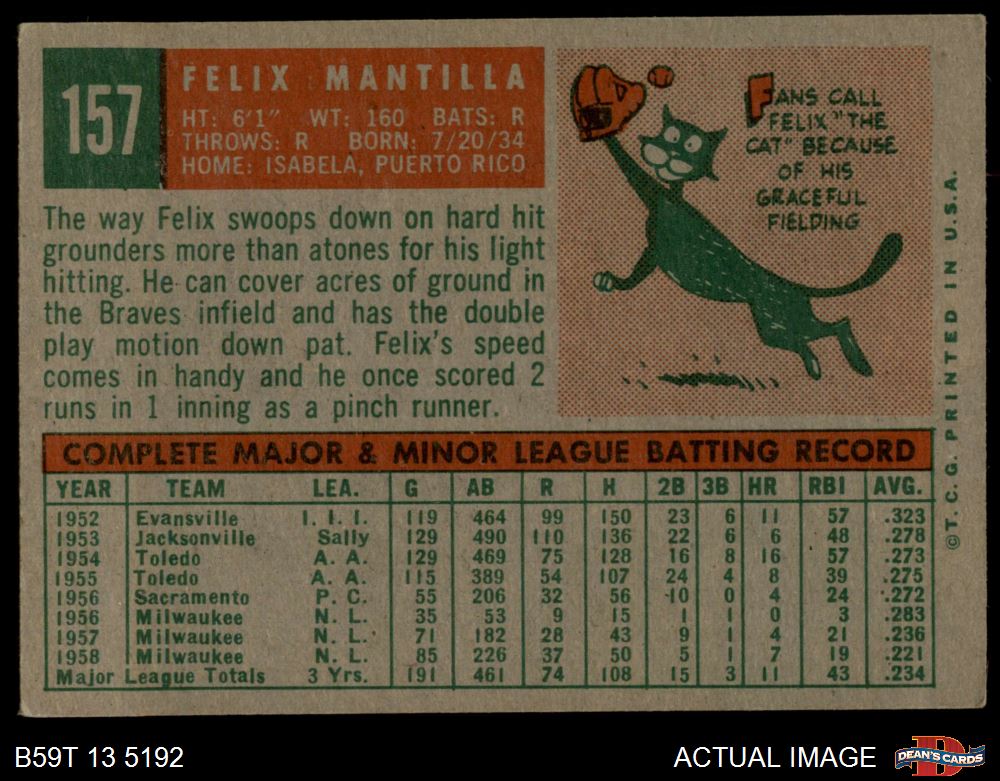 157
FELIX MANTILLA
HT: 6'1" WT: 160 BATS: R
THROWS: R BORN: 7/20/34
HOME: ISABELA, PUERTO RICO
The way Felix swoops down on hard hit
grounders more than atones for his light
hitting. He can cover acres of ground in
the Braves infield and has the double
play motion down pat. Felix's speed
comes in handy and he once scored 2
runs in 1 inning as a pinch runner.
FANS CALL
FELIX "THE
CAT" BECAUSE
OF HIS
GRACEFUL
FIELDING
©T. C. G. PRINTED IN U.S.A.
COMPLETE MAJOR & MINOR LEAGUE BATTING RECORD
YEAR TEAM LEA. G AB R H 2B 3B HR RBI AVG.
1952 Evansville I. I. I. 119 464 99 150 23 6 11 57 .323
1953 Jacksonville Sally 129 490 110 136 22 6 6 48 .278
1954 Toledo A. A. 129 469 75 128 16 8 16 57 .273
1955 Toledo A. A. 115 389 54 107 24 4 8 39 .275
1956 Sacramento P. C. 55 206 32 56 10 0 4 24 .272
1956 Milwaukee N. L. 35 53 9 15 1 1 0 3 .283
1957 Milwaukee N. L. 71 182 28 43 9 1 4 21 .236
1958 Milwaukee N. L. 85 226 37 50 5 1 7 19 .221
Major League Totals 3 Yrs. 191 461 74 108 15 3 11 43 .234
B59T 13 5192
ACTUAL IMAGE
D
DEAN'S CARDS